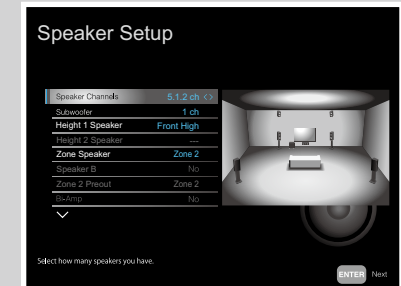 Speaker Setup
Speaker Channels 5.1.2 ch < >
Subwoofer 1 ch
Height 1 Speaker Front High
Height 2 Speaker ---
Zone Speaker Zone 2
Speaker B No
Zone 2 Preout Zone 2
Bi-Amp No
Select how many speakers you have.
ENTER Next